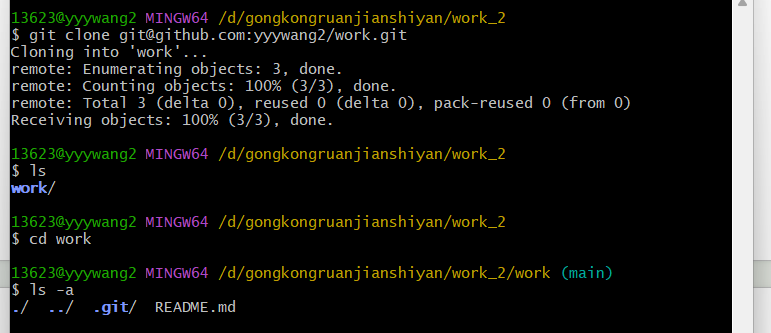 13623@yyywang2 MINGW64 /d/gongkongruanjianshiyan/work_2
$ git clone git@github.com:yyywang2/work.git
Cloning into 'work'...
remote: Enumerating objects: 3, done.
remote: Counting objects: 100% (3/3), done.
remote: Total 3 (delta 0), reused 0 (delta 0), pack-reused 0 (from 0)
Receiving objects: 100% (3/3), done.
13623@yyywang2 MINGW64 /d/gongkongruanjianshiyan/work_2
$ ls
work/
13623@yyywang2 MINGW64 /d/gongkongruanjianshiyan/work_2
$ cd work
13623@yyywang2 MINGW64 /d/gongkongruanjianshiyan/work_2/work (main)
$ ls -a
./  ../  .git/  README.md